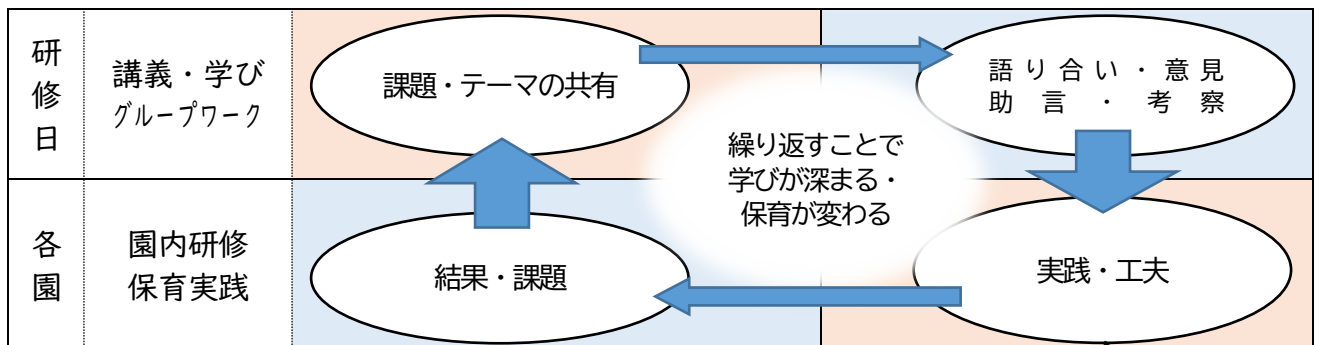 研修日
講義・学び
グループワーク
課題・テーマの共有
語り合い・意見
助言・考察
繰り返すことで
学びが深まる・
保育が変わる
各園
園内研修
保育実践
結果・課題
実践・工夫